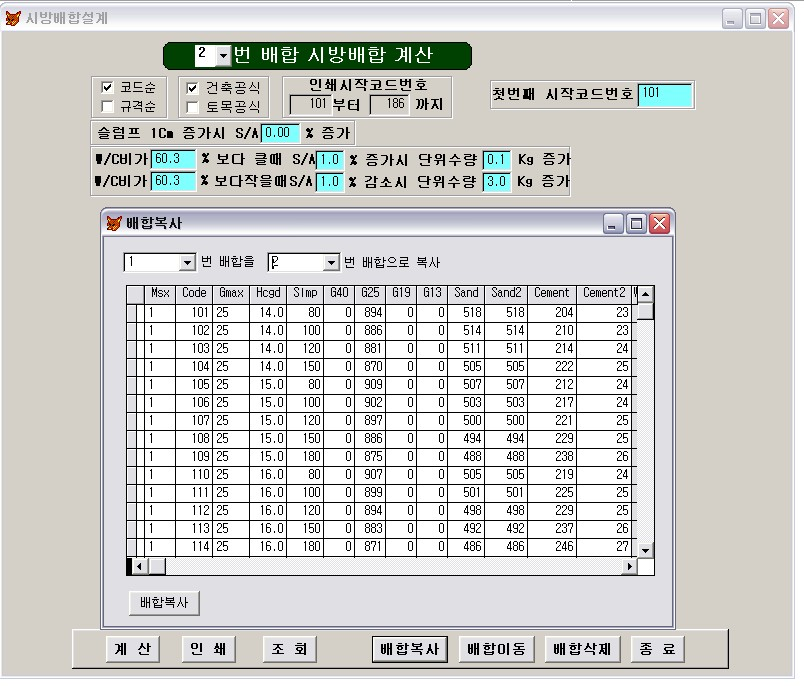 시방배합설계
2 번 배합 시방배합 계산
코드순
규격순
건축공식
토목공식
인쇄시작코드번호
101 부터 186 까지
첫번째 시작코드번호 101
슬럼프 1Cm 증가시 S/A 0.00 % 증가
W/C비가 60.3 % 보다 클때 S/A 1.0 % 증가시 단위수량 0.1 Kg 증가
W/C비가 60.3 % 보다작을때S/A 1.0 % 감소시 단위수량 3.0 Kg 증가
배합복사
1 번 배합을 2 번 배합으로 복사
Msx Code Gmax Hcgd Slmp G40 G25 G19 G13 Sand Sand2 Cement Cement2
1 101 25 14.0 80 0 894 0 0 518 518 204 23
1 102 25 14.0 100 0 886 0 0 514 514 210 23
1 103 25 14.0 120 0 881 0 0 511 511 214 24
1 104 25 14.0 150 0 870 0 0 505 505 222 25
1 105 25 15.0 80 0 909 0 0 507 507 212 24
1 106 25 15.0 100 0 902 0 0 503 503 217 24
1 107 25 15.0 120 0 897 0 0 500 500 221 25
1 108 25 15.0 150 0 886 0 0 494 494 229 25
1 109 25 15.0 180 0 875 0 0 488 488 238 26
1 110 25 16.0 80 0 907 0 0 505 505 219 24
1 111 25 16.0 100 0 899 0 0 501 501 225 25
1 112 25 16.0 120 0 894 0 0 498 498 229 25
1 113 25 16.0 150 0 883 0 0 492 492 237 26
1 114 25 16.0 180 0 871 0 0 486 486 246 27
배합복사
계 산 인 쇄 조 회 배합복사 배합이동 배합삭제 종 료